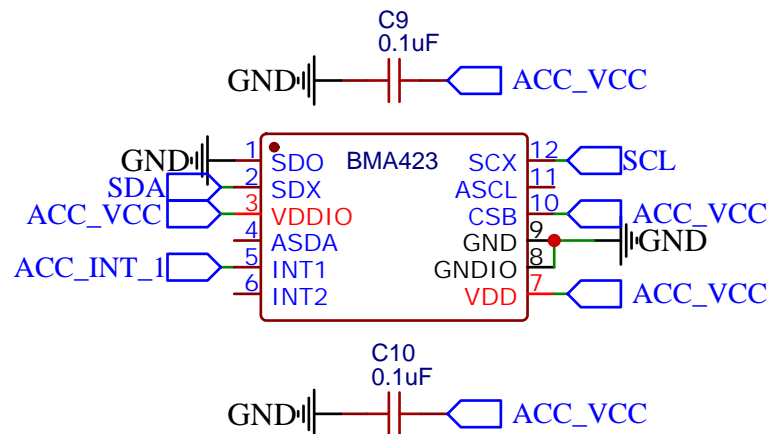 C9
0.1uF
GND ACC_VCC
BMA423
GND 1 SDO SCX 12 SCL
SDA 2 SDX ASCL 11
ACC_VCC 3 VDDIO CSB 10 ACC_VCC
4 ASDA GND 9 GND
ACC_INT_1 5 INT1 GNDIO 8
6 INT2 VDD 7 ACC_VCC
C10
0.1uF
GND ACC_VCC